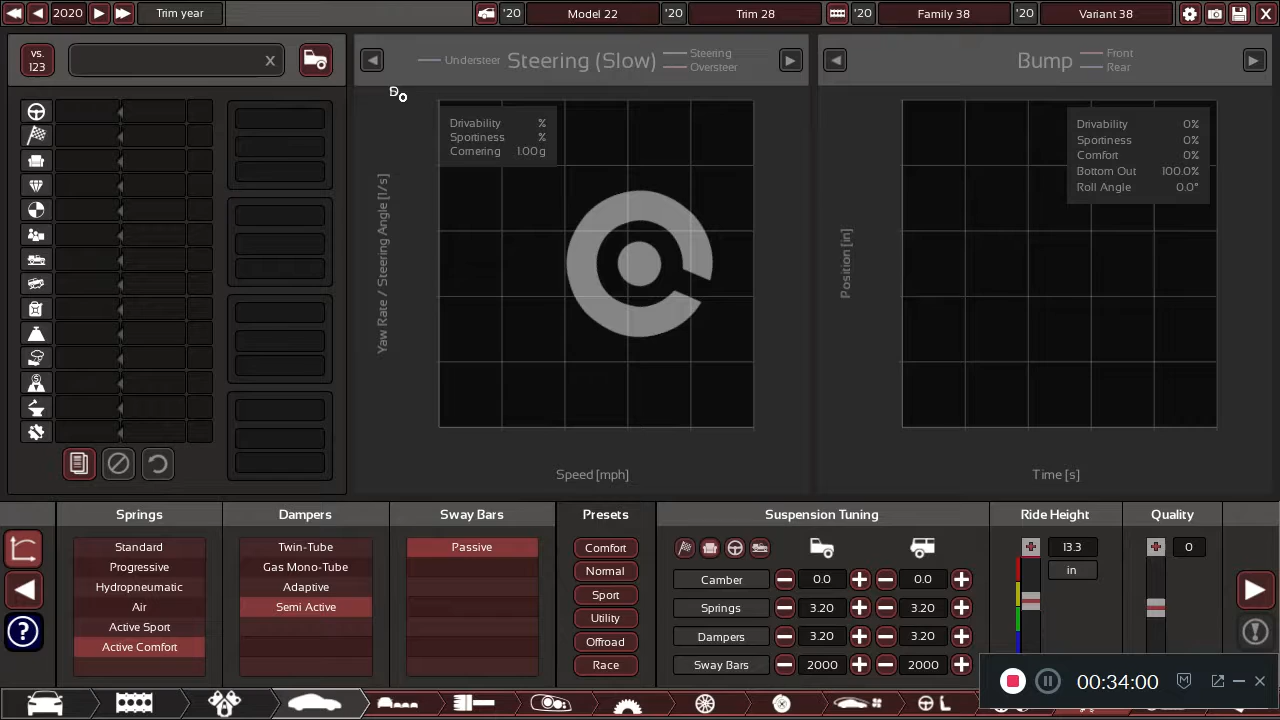 2020
Trim year
'20
Model 22
'20
Trim 28
'20
Family 38
'20
Variant 38
vs.
123
x
Understeer
Steering (Slow)
Steering
Oversteer
Drivability %
Sportiness %
Cornering 1.00 g
Yaw Rate / Steering Angle [1/s]
Speed [mph]
Bump
Front
Rear
Drivability 0%
Sportiness 0%
Comfort 0%
Bottom Out 100.0%
Roll Angle 0.0°
Position [in]
Time [s]
Springs
Standard
Progressive
Hydropneumatic
Air
Active Sport
Active Comfort
Dampers
Twin-Tube
Gas Mono-Tube
Adaptive
Semi Active
Sway Bars
Passive
Presets
Comfort
Normal
Sport
Utility
Offroad
Race
Suspension Tuning
Camber 0.0 0.0
Springs 3.20 3.20
Dampers 3.20 3.20
Sway Bars 2000 2000
Ride Height
13.3
in
Quality
0
?
00:34:00